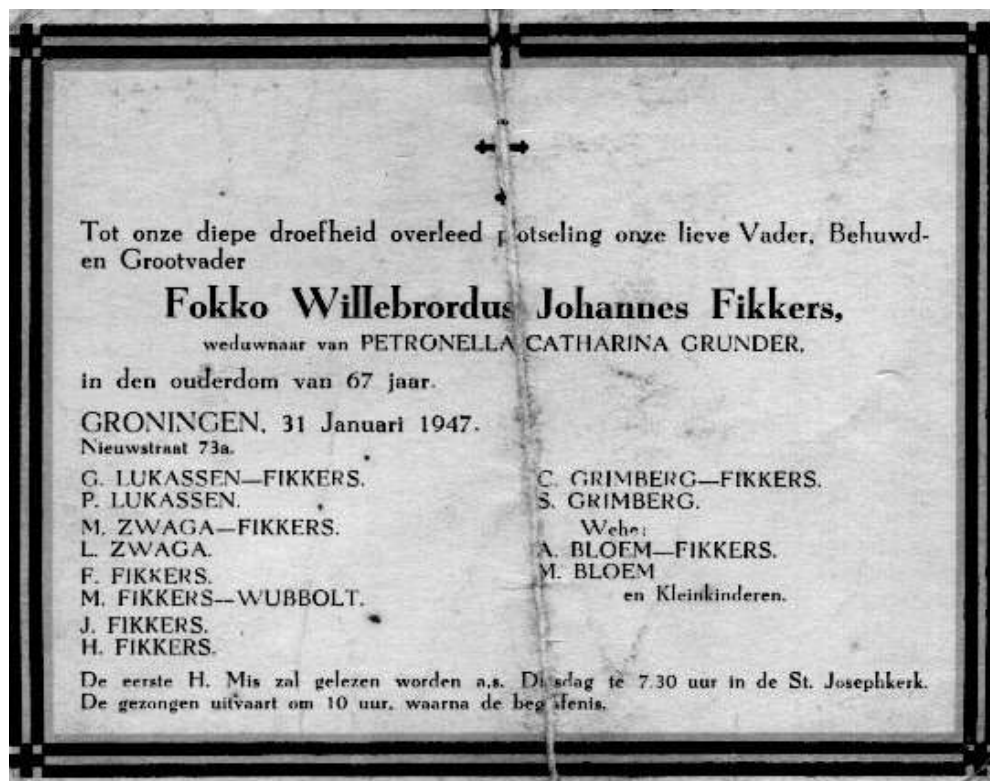 Tot onze diepe droefheid overleed plotseling onze lieve Vader, Behuwd-
en Grootvader
Fokko Willebrordus Johannes Fikkers,
weduwnaar van PETRONELLA CATHARINA GRUNDER,
in den ouderdom van 67 jaar.
GRONINGEN, 31 Januari 1947.
Nieuwstraat 73a.
G. LUKASSEN—FIKKERS.
P. LUKASSEN.
M. ZWAGA—FIKKERS.
L. ZWAGA.
F. FIKKERS.
M. FIKKERS—WUBBOLT.
J. FIKKERS.
H. FIKKERS.
C. GRIMBERG—FIKKERS.
S. GRIMBERG.
Wehe:
A. BLOEM—FIKKERS.
M. BLOEM
en Kleinkinderen.
De eerste H. Mis zal gelezen worden a.s. Dinsdag te 7.30 uur in de St. Josephkerk.
De gezongen uitvaart om 10 uur, waarna de begrafenis.